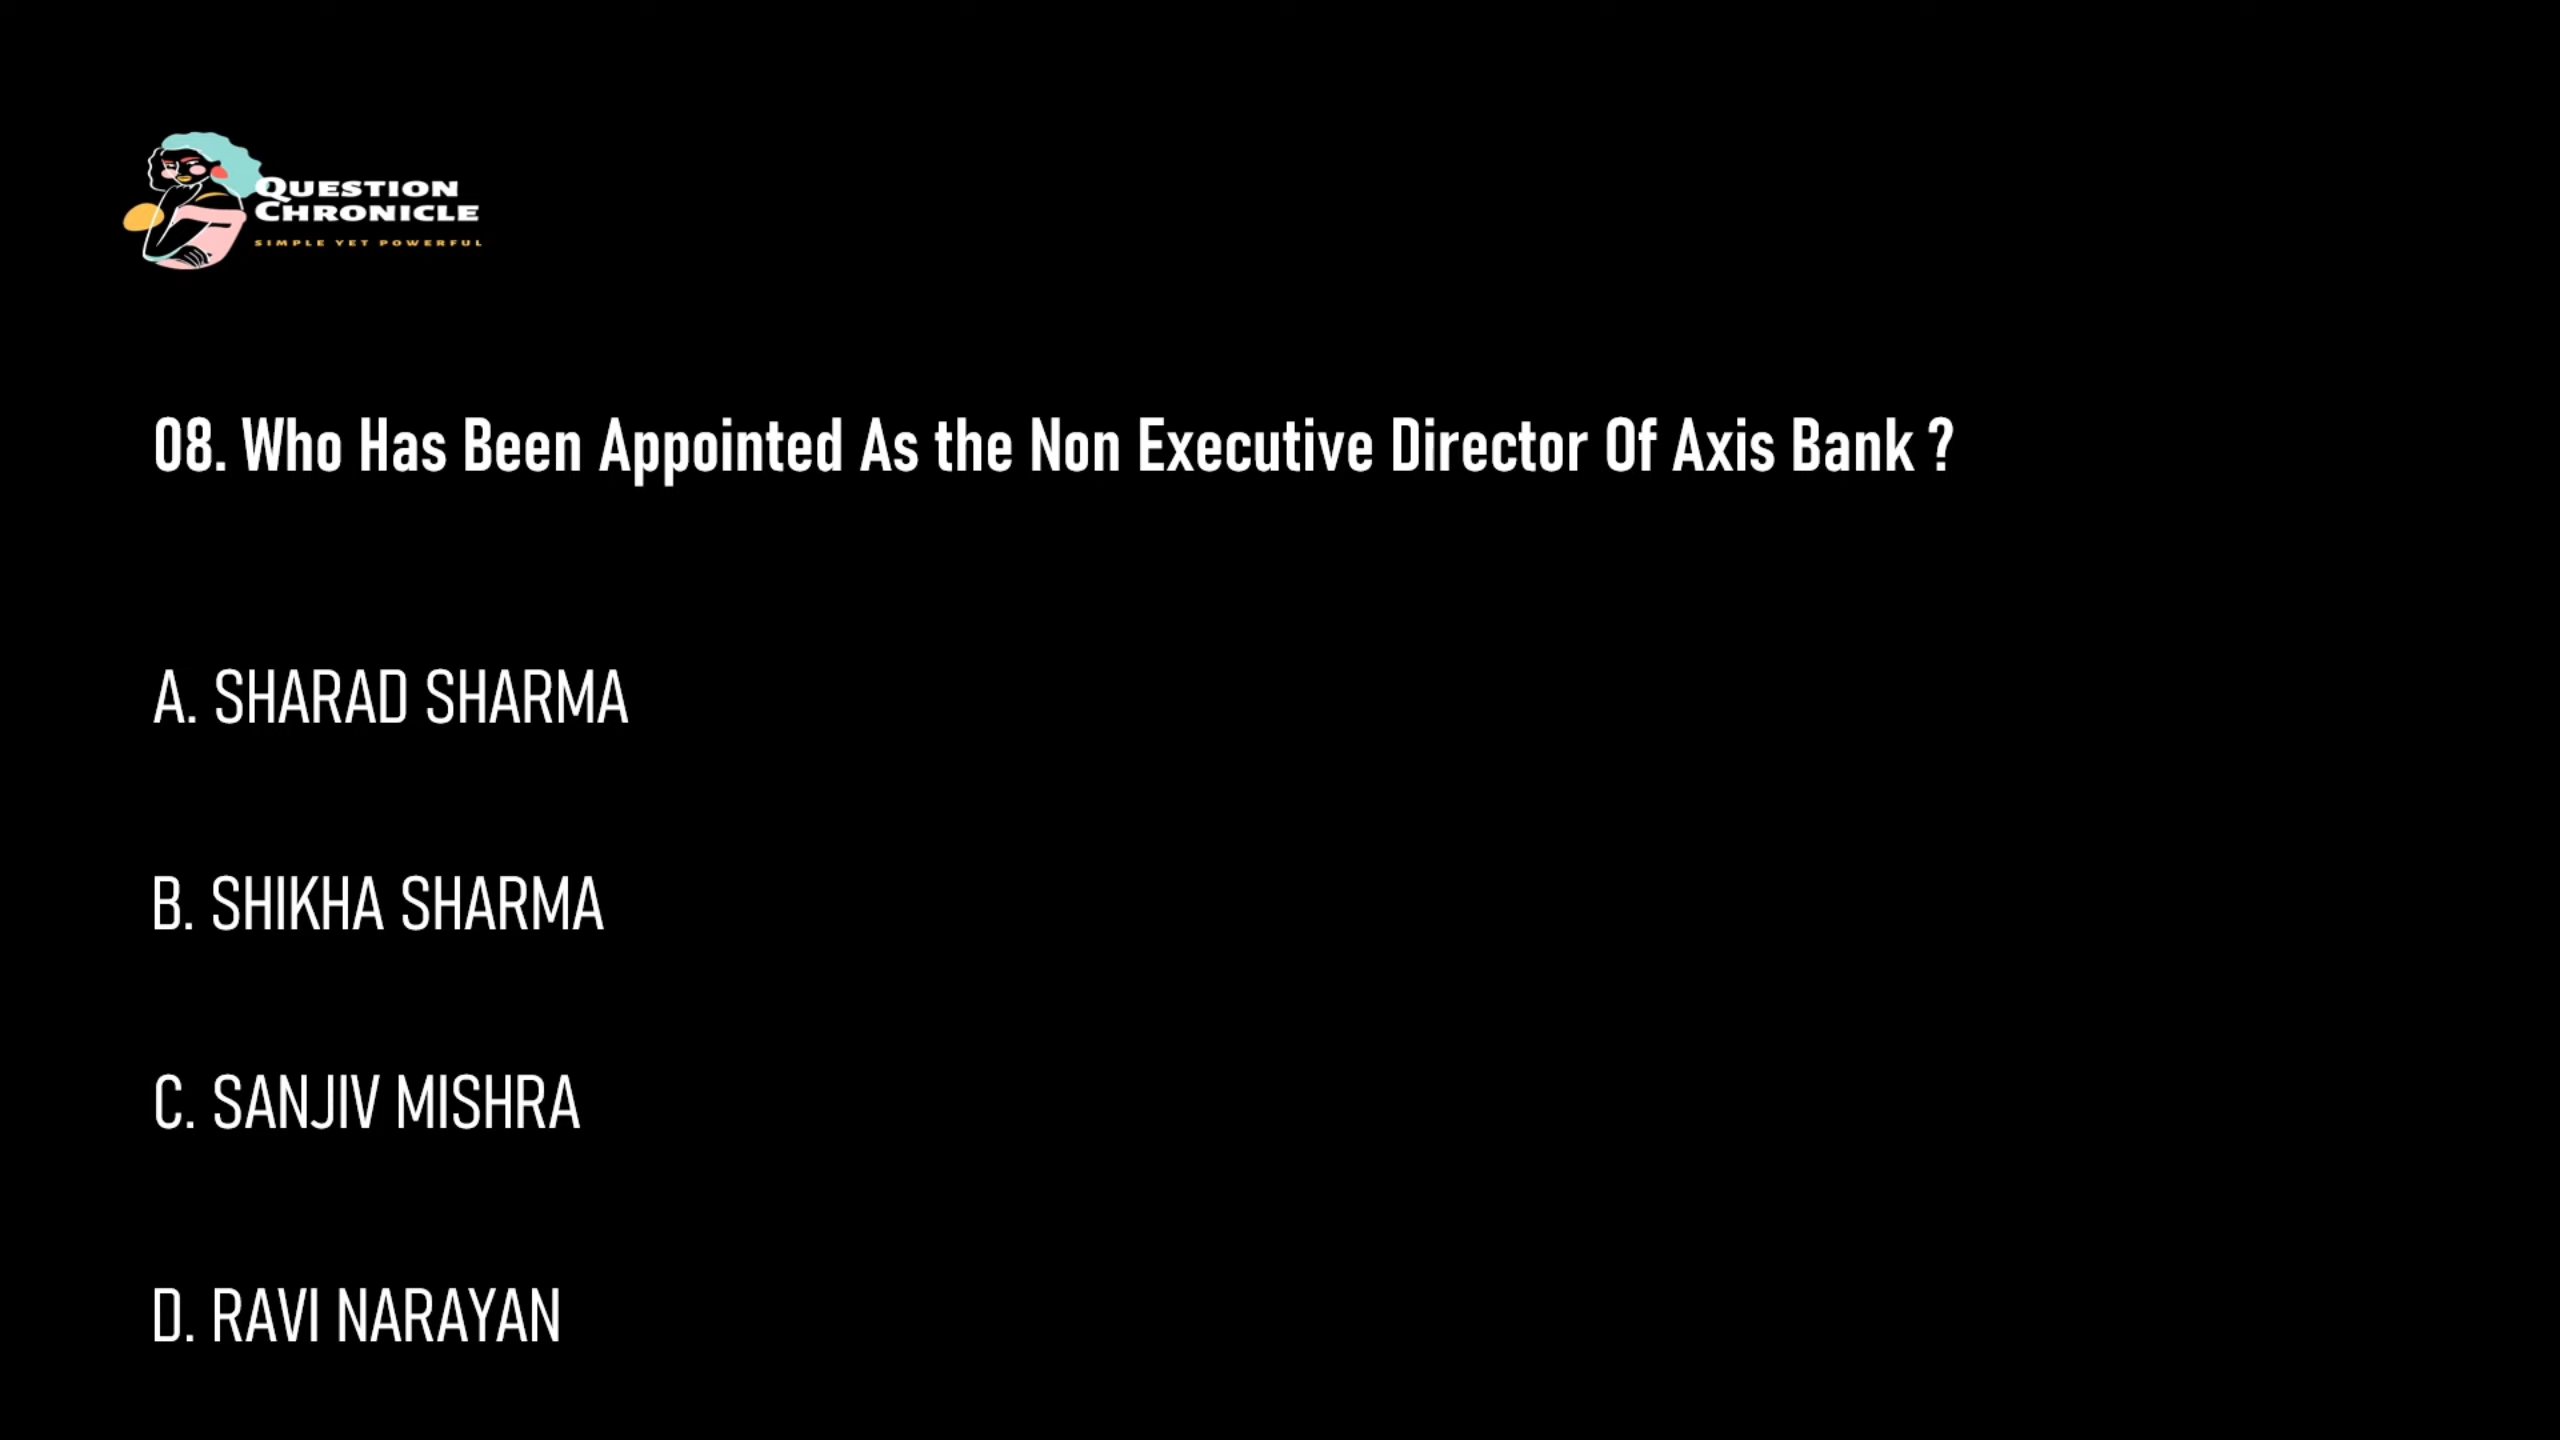 QUESTION
CHRONICLE
SIMPLE YET POWERFUL
08. Who Has Been Appointed As the Non Executive Director Of Axis Bank ?
A. SHARAD SHARMA
B. SHIKHA SHARMA
C. SANJIV MISHRA
D. RAVI NARAYAN